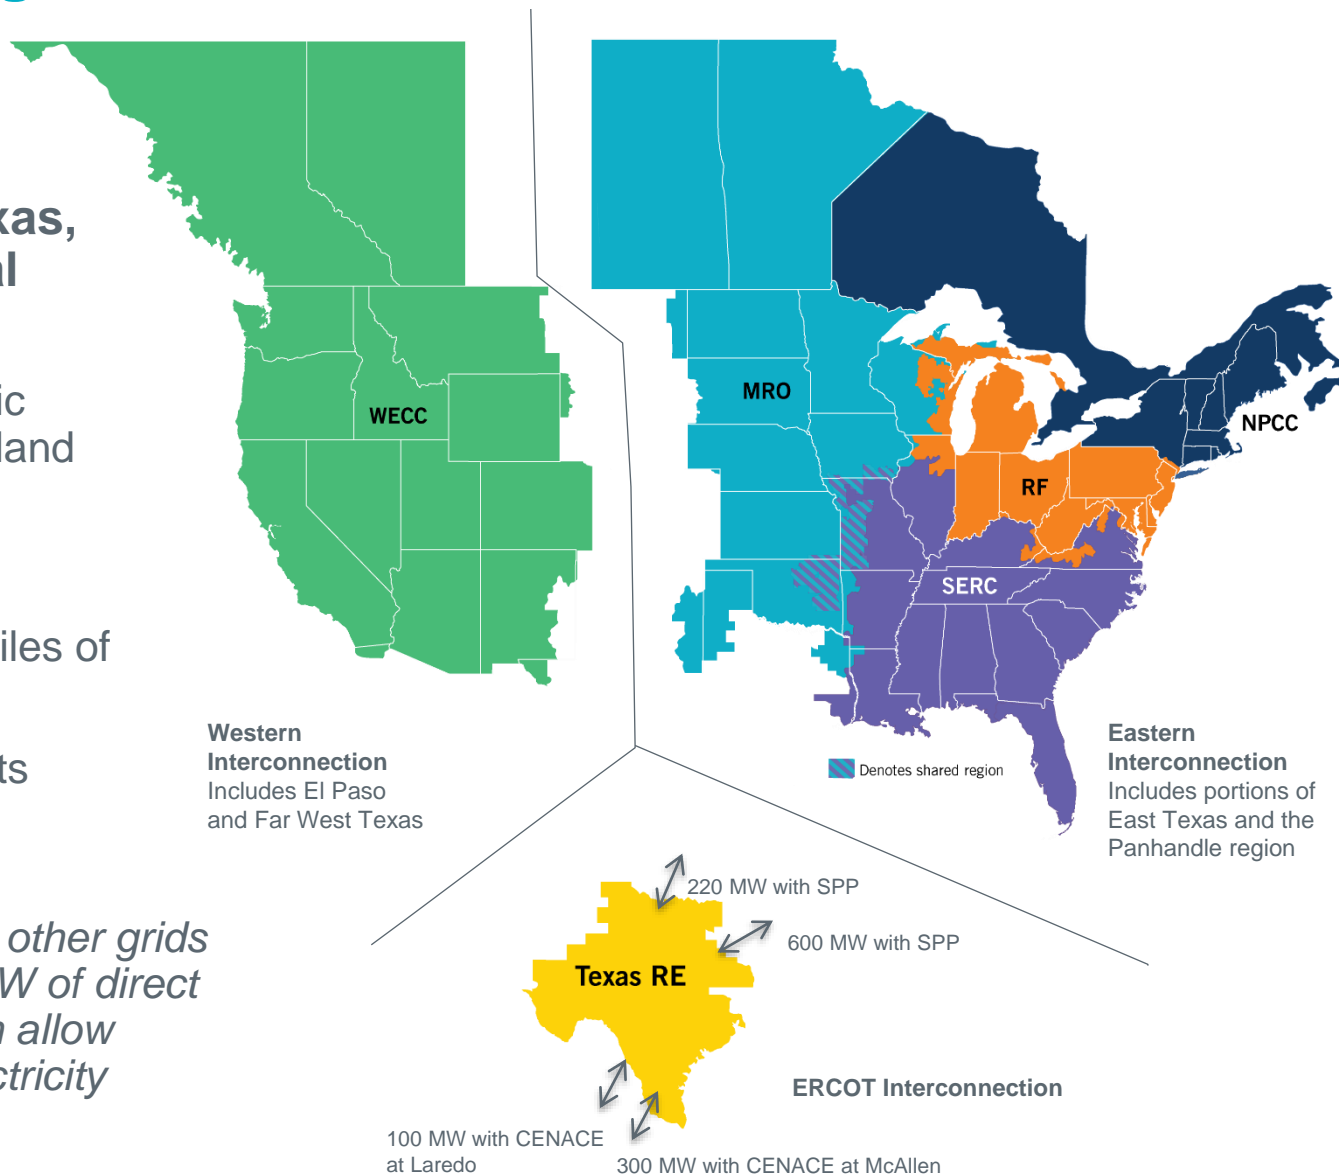 xas,
al
ic
land
iles of
ts
other grids
W of direct
allow
ctricity
WECC
MRO
NPCC
RF
SERC
Western
Interconnection
Includes El Paso
and Far West Texas
Denotes shared region
Eastern
Interconnection
Includes portions of
East Texas and the
Panhandle region
220 MW with SPP
600 MW with SPP
Texas RE
ERCOT Interconnection
100 MW with CENACE
at Laredo
300 MW with CENACE at McAllen